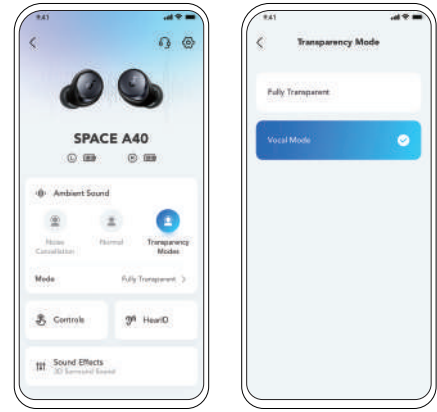 9:41
SPACE A40
L
R
Ambient Sound
Noise
Cancellation
Normal
Transparency
Modes
Mode
Fully Transparent
Controls
HearID
Sound Effects
3D Surround Sound
9:41
Transparency Mode
Fully Transparent
Vocal Mode